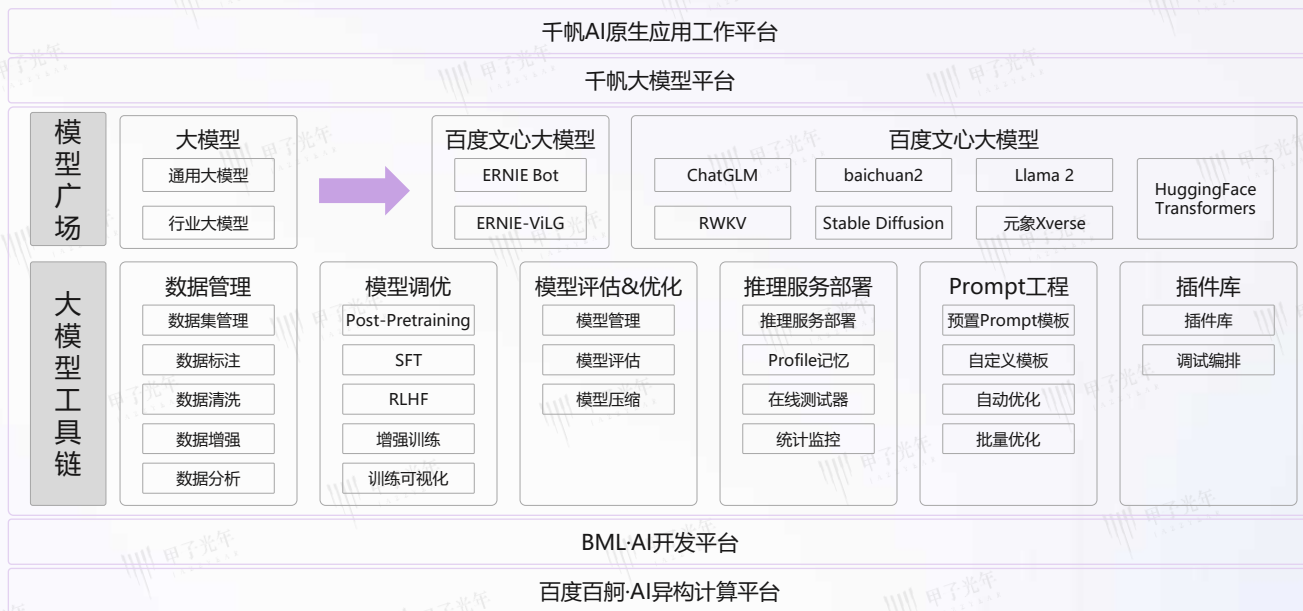 千帆AI原生应用工作平台
千帆大模型平台
模型广场
大模型
通用大模型
行业大模型
百度文心大模型
ERNIE Bot
ERNIE-ViLG
百度文心大模型
ChatGLM
baichuan2
Llama 2
RWKV
Stable Diffusion
元象Xverse
HuggingFace
Transformers
大模型工具链
数据管理
数据集管理
数据标注
数据清洗
数据增强
数据分析
模型调优
Post-Pretraining
SFT
RLHF
增强训练
训练可视化
模型评估&优化
模型管理
模型评估
模型压缩
推理服务部署
推理服务部署
Profile记忆
在线测试器
统计监控
Prompt工程
预置Prompt模板
自定义模板
自动优化
批量优化
插件库
插件库
调试编排
BML·AI开发平台
百度百舸·AI异构计算平台
甲子光年